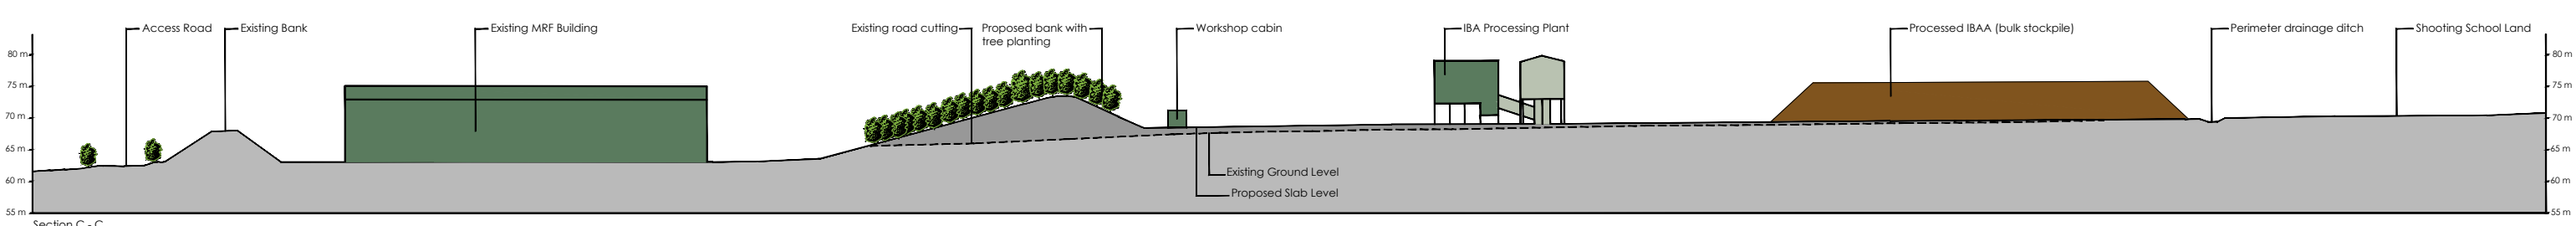 Access Road
Existing Bank
Existing MRF Building
Existing road cutting
Proposed bank with
tree planting
Workshop cabin
IBA Processing Plant
Processed IBAA (bulk stockpile)
Perimeter drainage ditch
Shooting School Land
80 m
75 m
70 m
65 m
60 m
55 m
80 m
75 m
70 m
65 m
60 m
55 m
Existing Ground Level
Proposed Slab Level
Section C - C